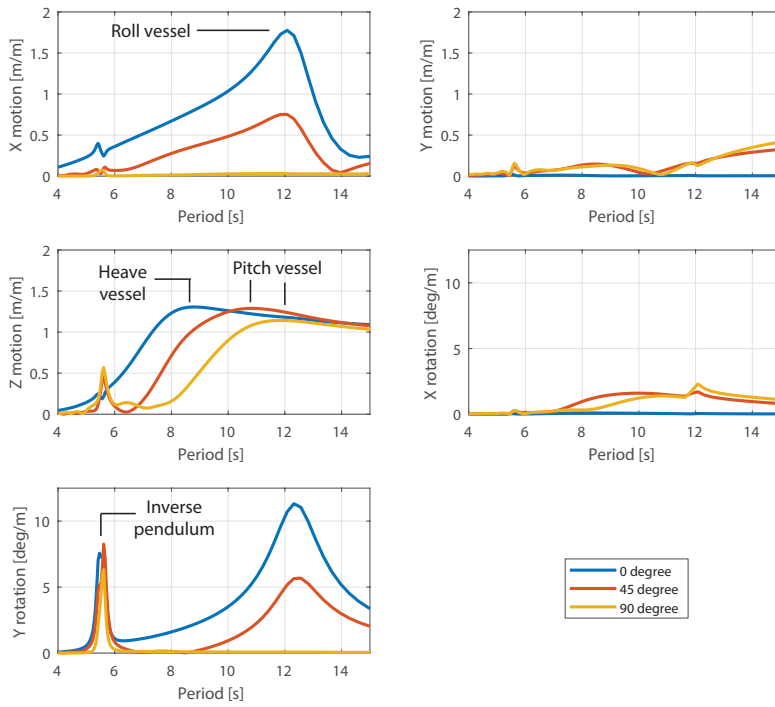 2
1.5
1
0.5
0
X motion [m/m]
Roll vessel
4 6 8 10 12 14
Period [s]
2
1.5
1
0.5
0
Y motion [m/m]
4 6 8 10 12 14
Period [s]
2
1.5
1
0.5
0
Z motion [m/m]
Heave
vessel
Pitch vessel
4 6 8 10 12 14
Period [s]
10
5
0
X rotation [deg/m]
4 6 8 10 12 14
Period [s]
10
5
0
Y rotation [deg/m]
Inverse
pendulum
4 6 8 10 12 14
Period [s]
0 degree
45 degree
90 degree